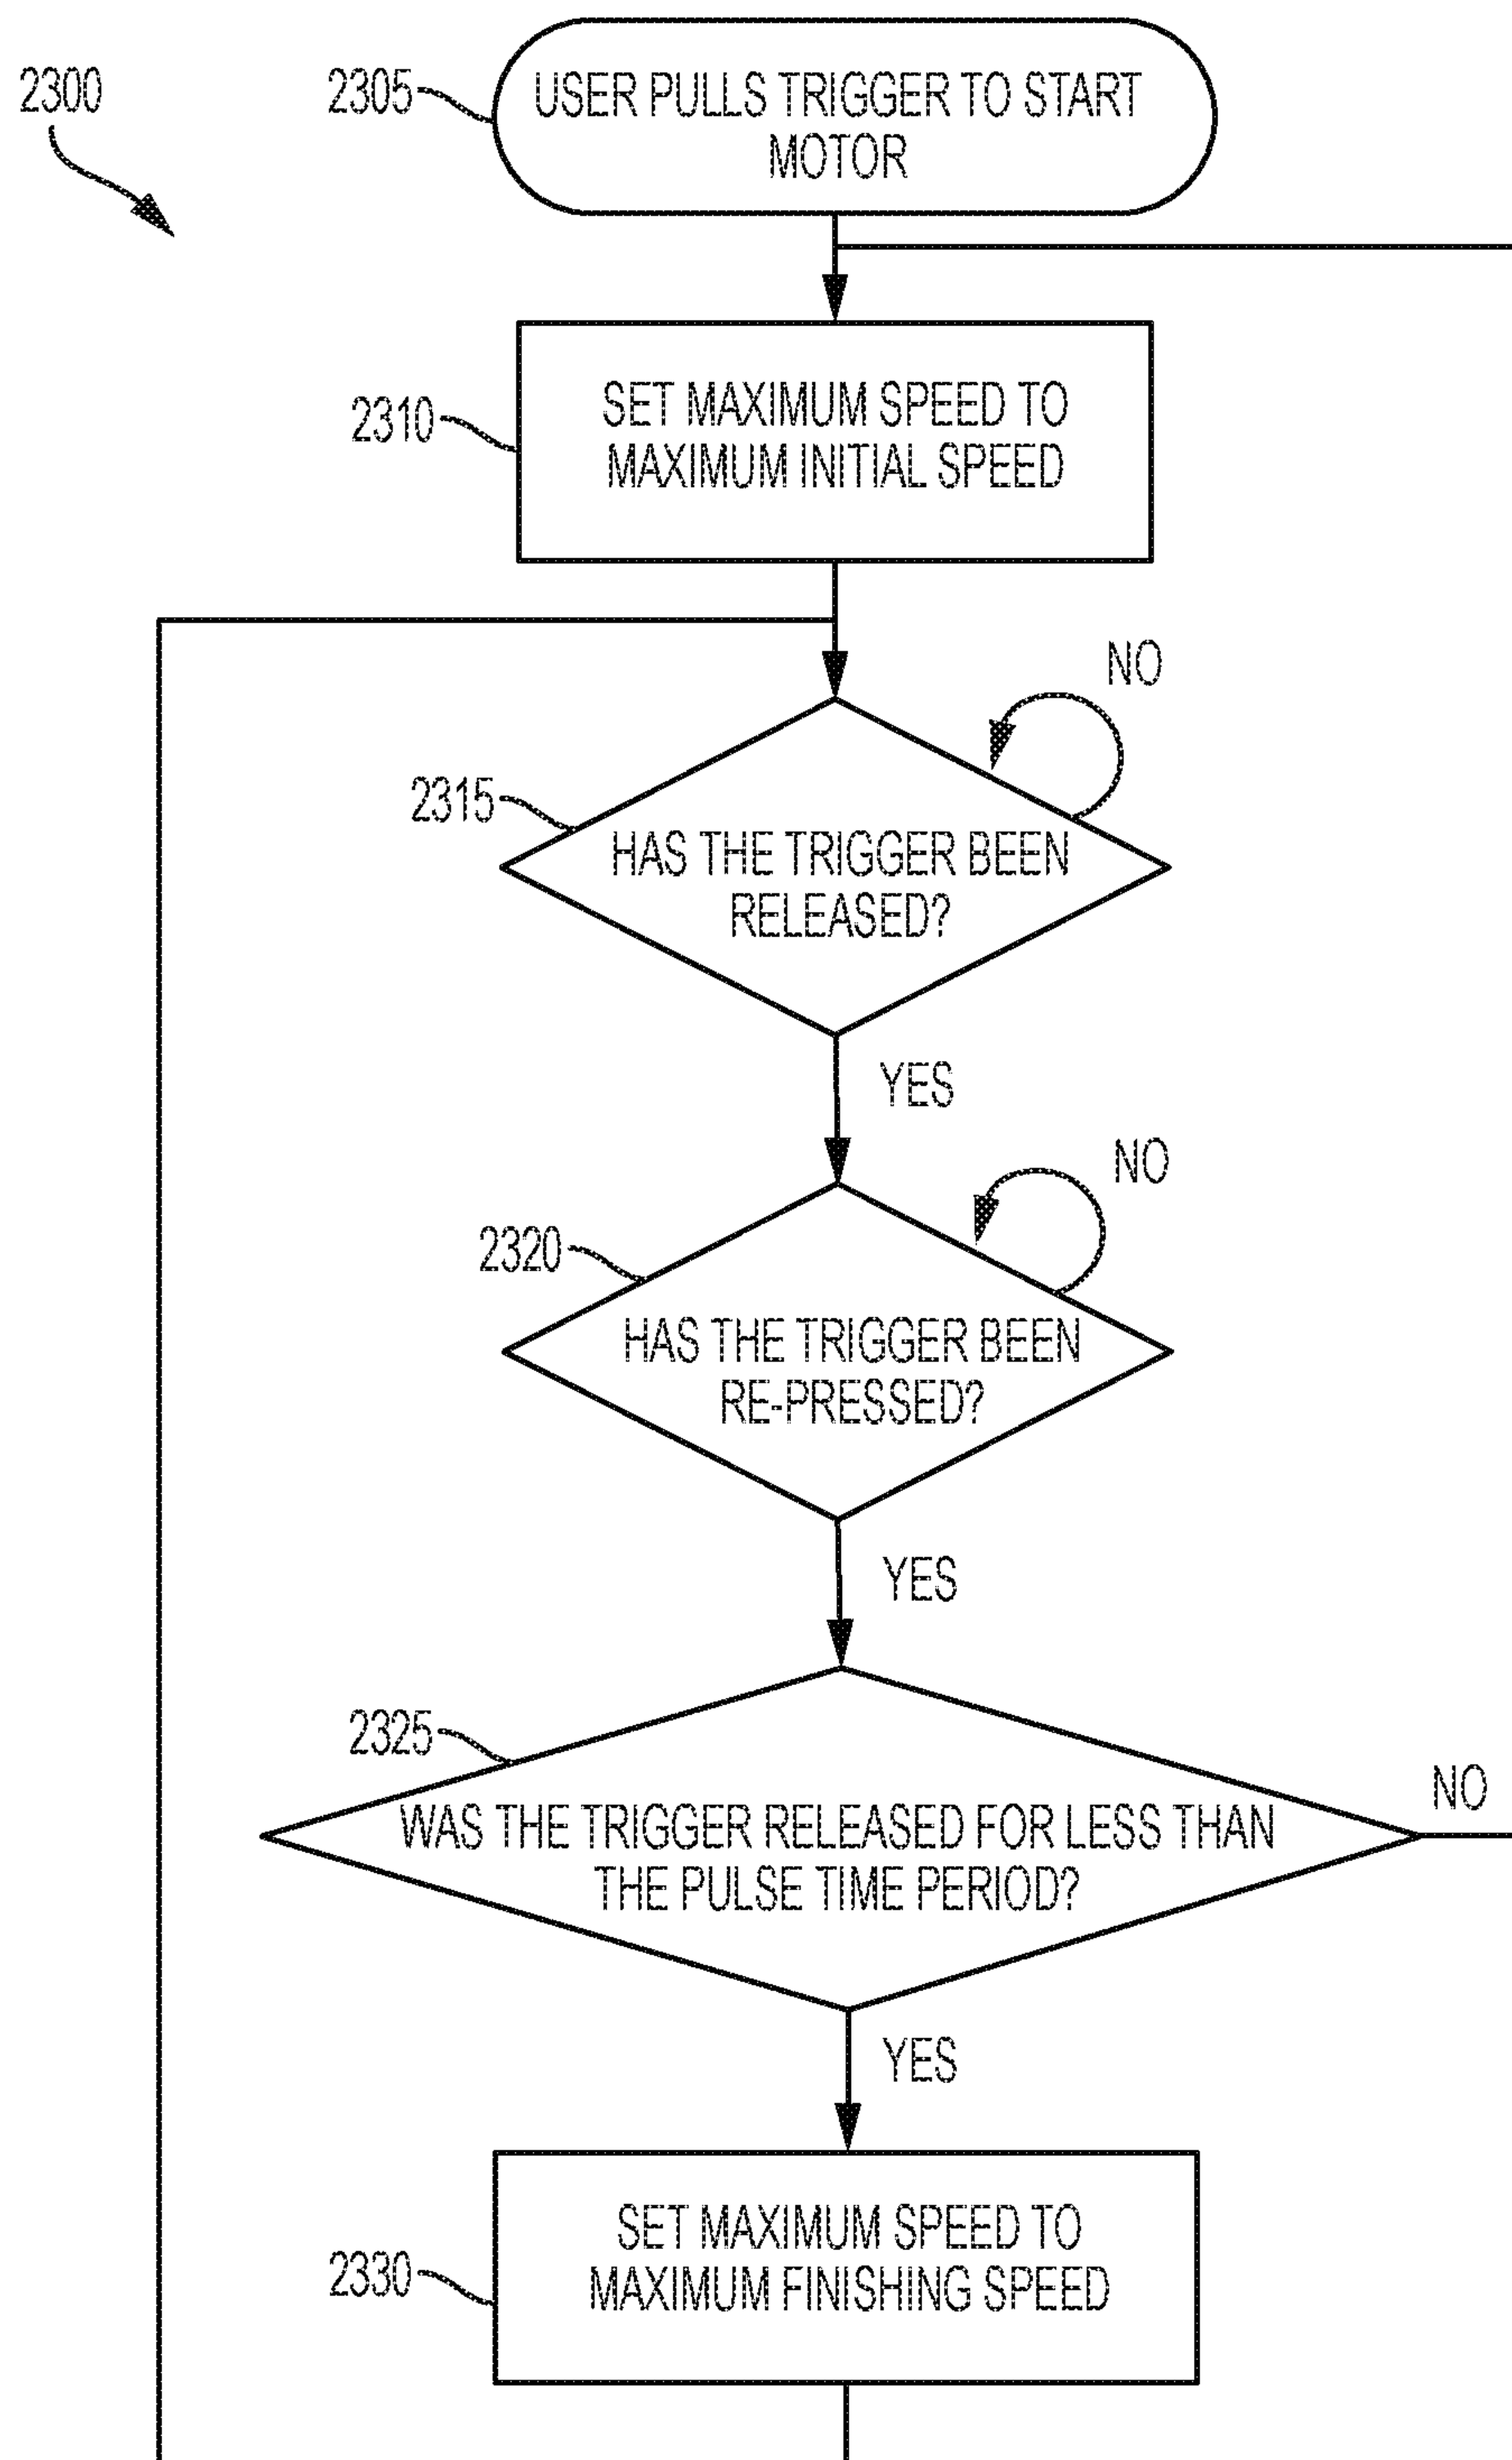 2300
2305
USER PULLS TRIGGER TO START
MOTOR
2310
SET MAXIMUM SPEED TO
MAXIMUM INITIAL SPEED
NO
2315
HAS THE TRIGGER BEEN
RELEASED?
YES
NO
2320
HAS THE TRIGGER BEEN
RE-PRESSED?
YES
2325
WAS THE TRIGGER RELEASED FOR LESS THAN
THE PULSE TIME PERIOD?
NO
YES
2330
SET MAXIMUM SPEED TO
MAXIMUM FINISHING SPEED